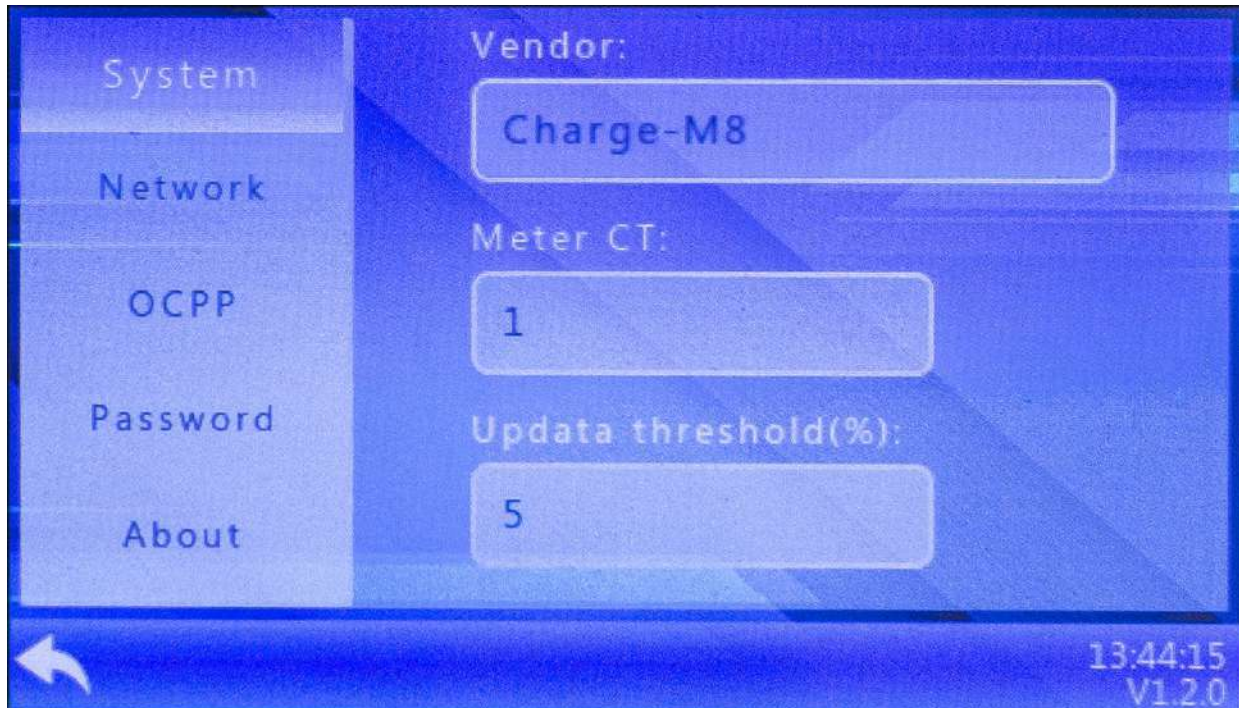 System
Network
OCPP
Password
About
Vendor:
Charge-M8
Meter CT:
1
Updata threshold(%):
5
13:44:15
V1.2.0